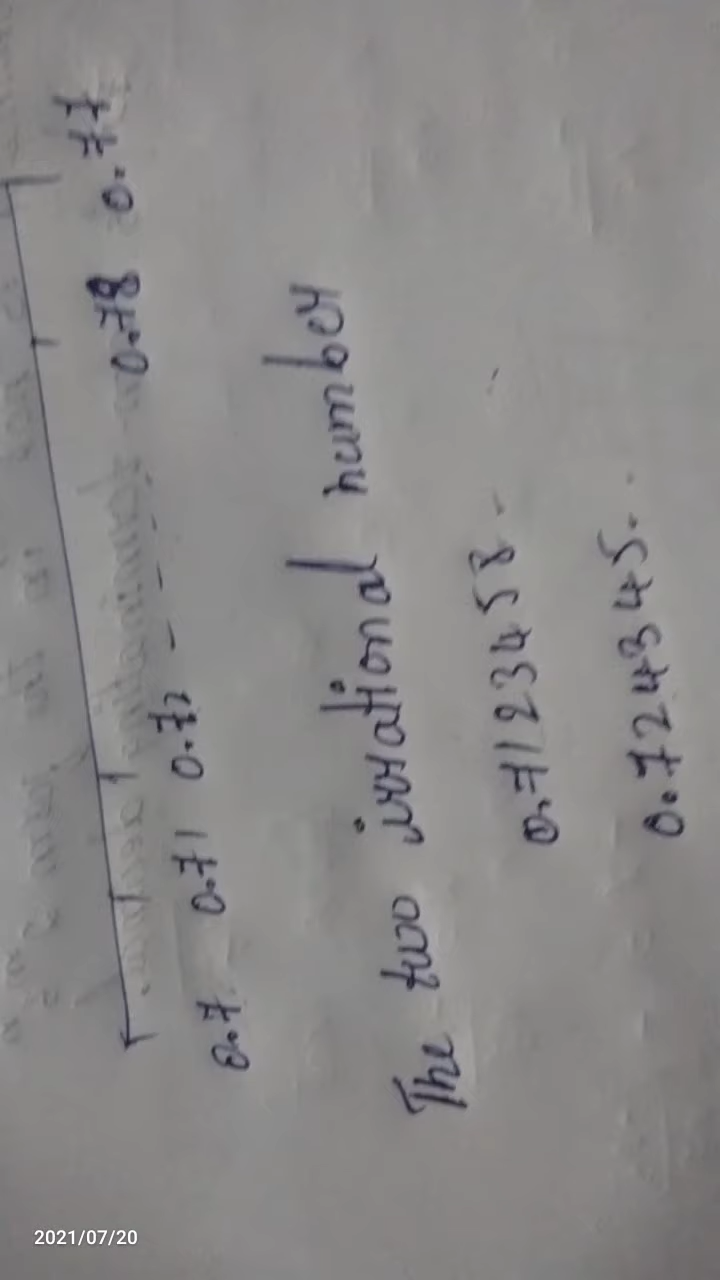 0.7 0.71 0.72 - - - 0.78 0.77
The two irrational number
0.7123458 - -
0.724345. .
2021/07/20